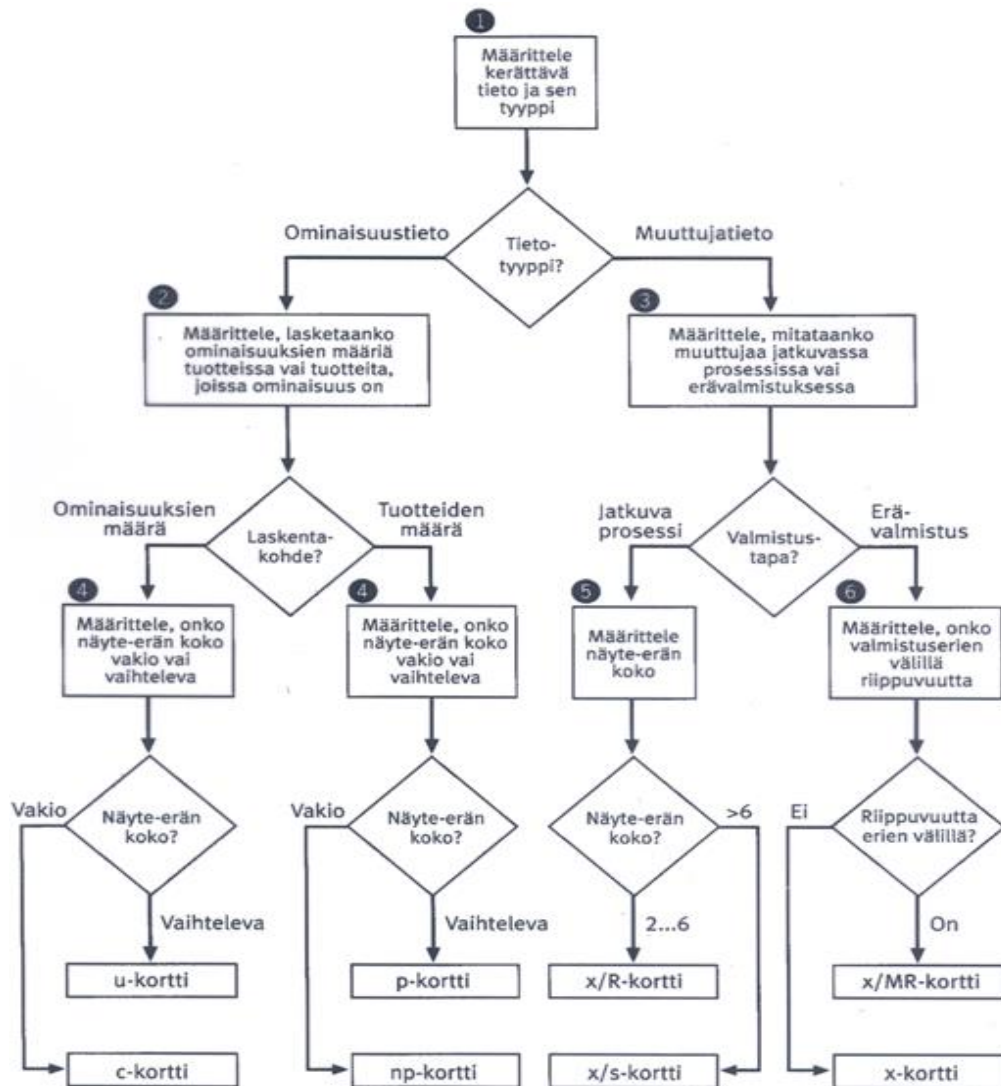 1
Määrittele
kerättävä
tieto ja sen
tyyppi
Ominaisuustieto
Tieto-
tyyppi?
Muuttujatieto
2
Määrittele, lasketaanko
ominaisuuksien määriä
tuotteissa vai tuotteita,
joissa ominaisuus on
3
Määrittele, mitataanko
muuttujaa jatkuvassa
prosessissa vai
erävalmistuksessa
Ominaisuuksien
määrä
Laskenta-
kohde?
Tuotteiden
määrä
Jatkuva
prosessi
Valmistus-
tapa?
Erä-
valmistus
4
Määrittele, onko
näyte-erän koko
vakio vai
vaihteleva
4
Määrittele, onko
näyte-erän koko
vakio vai
vaihteleva
5
Määrittele
näyte-erän
koko
6
Määrittele, onko
valmistuserien
välillä
riippuvuutta
Vakio
Näyte-erän
koko?
Vaihteleva
Vakio
Näyte-erän
koko?
Vaihteleva
Näyte-erän
koko?
>6
2...6
Ei
Riippuvuutta
erien välillä?
On
u-kortti
p-kortti
x/R-kortti
x/MR-kortti
c-kortti
np-kortti
x/s-kortti
x-kortti